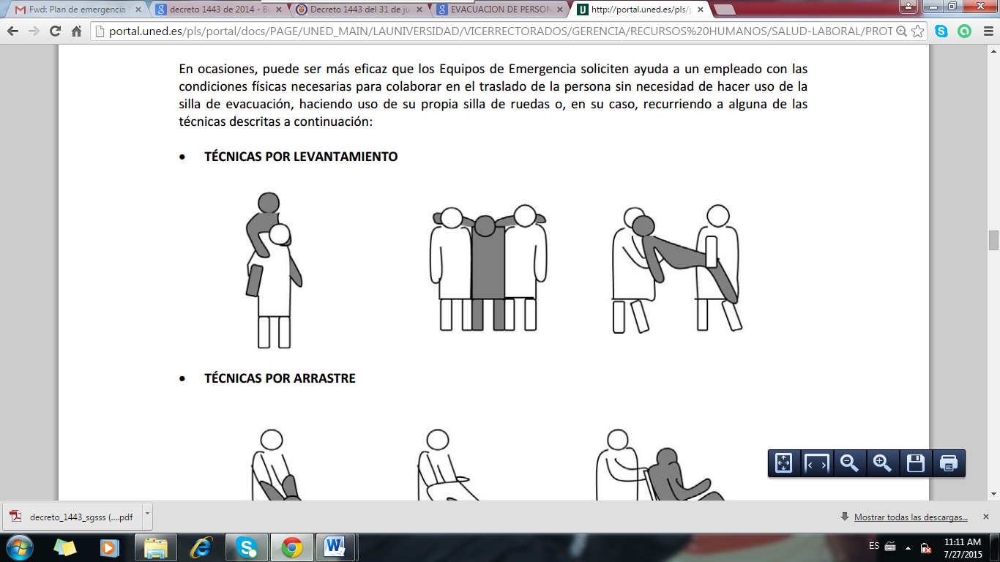 Fwd: Plan de emergencia
decreto 1443 de 2014 - Bu
Decreto 1443 del 31 de ju
EVACUACION DE PERSON
http://portal.uned.es/pls/p
portal.uned.es/pls/portal/docs/PAGE/UNED_MAIN/LAUNIVERSIDAD/VICERRECTORADOS/GERENCIA/RECURSOS%20HUMANOS/SALUD-LABORAL/PROT
En ocasiones, puede ser más eficaz que los Equipos de Emergencia soliciten ayuda a un empleado con las
condiciones físicas necesarias para colaborar en el traslado de la persona sin necesidad de hacer uso de la
silla de evacuación, haciendo uso de su propia silla de ruedas o, en su caso, recurriendo a alguna de las
técnicas descritas a continuación:
• TÉCNICAS POR LEVANTAMIENTO
• TÉCNICAS POR ARRASTRE
decreto_1443_sgsss (....pdf
Mostrar todas las descargas...
ES
11:11 AM
7/27/2015